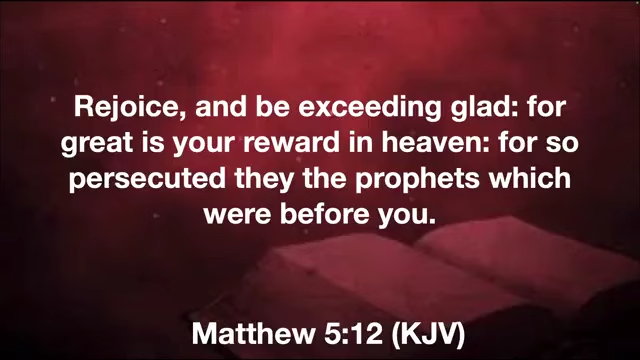 Rejoice, and be exceeding glad: for
great is your reward in heaven: for so
persecuted they the prophets which
were before you.
Matthew 5:12 (KJV)